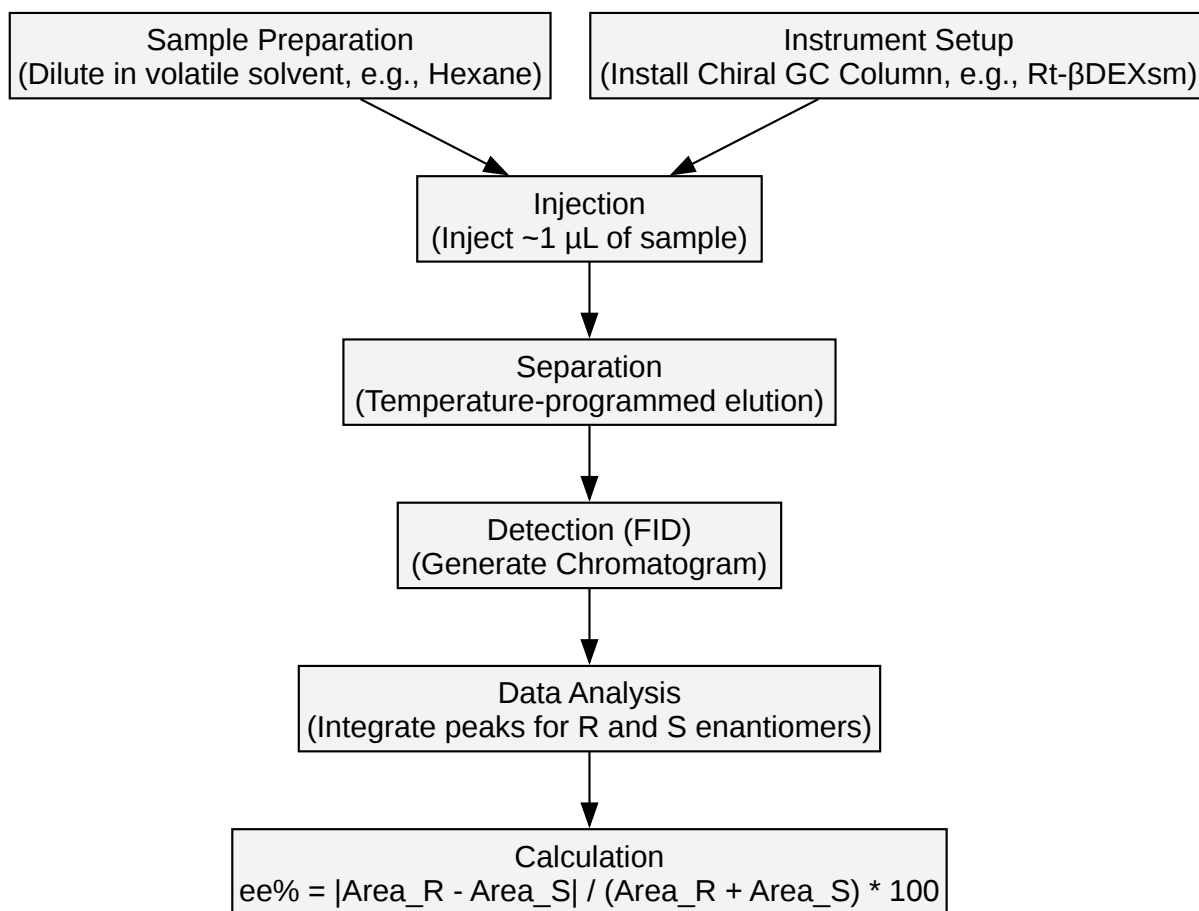 Sample Preparation
(Dilute in volatile solvent, e.g., Hexane)
Instrument Setup
(Install Chiral GC Column, e.g., Rt-βDEXsm)
Injection
(Inject ~1 µL of sample)
Separation
(Temperature-programmed elution)
Detection (FID)
(Generate Chromatogram)
Data Analysis
(Integrate peaks for R and S enantiomers)
Calculation
ee% = |Area_R - Area_S| / (Area_R + Area_S) * 100